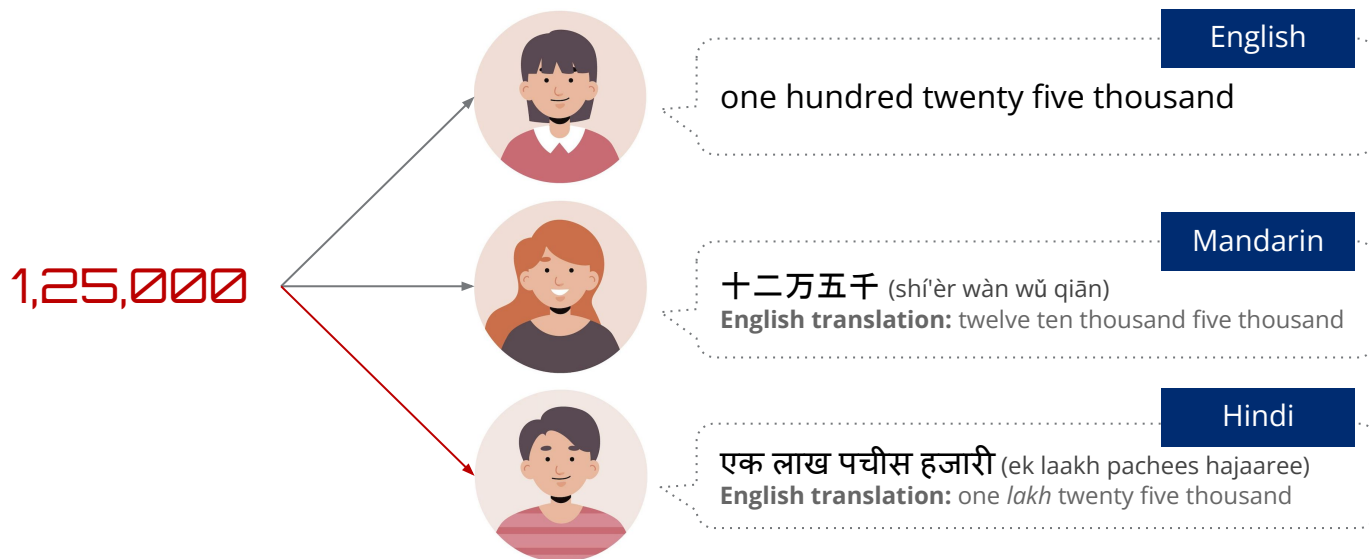 English
one hundred twenty five thousand
Mandarin
1,25,000
十二万五千 (shí'èr wàn wǔ qiān)
English translation: twelve ten thousand five thousand
Hindi
एक लाख पचीस हजारी (ek laakh pachees hajaaree)
English translation: one lakh twenty five thousand